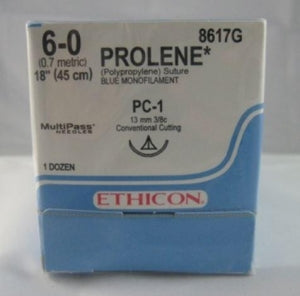 6-0 PROLENE* 8617G
(0.7 metric)
18" (45 cm)
(Polypropylene) Suture
BLUE MONOFILAMENT
PC-1
13 mm 3/8c
Conventional Cutting
MultiPass*
NEEDLES
1 DOZEN
ETHICON